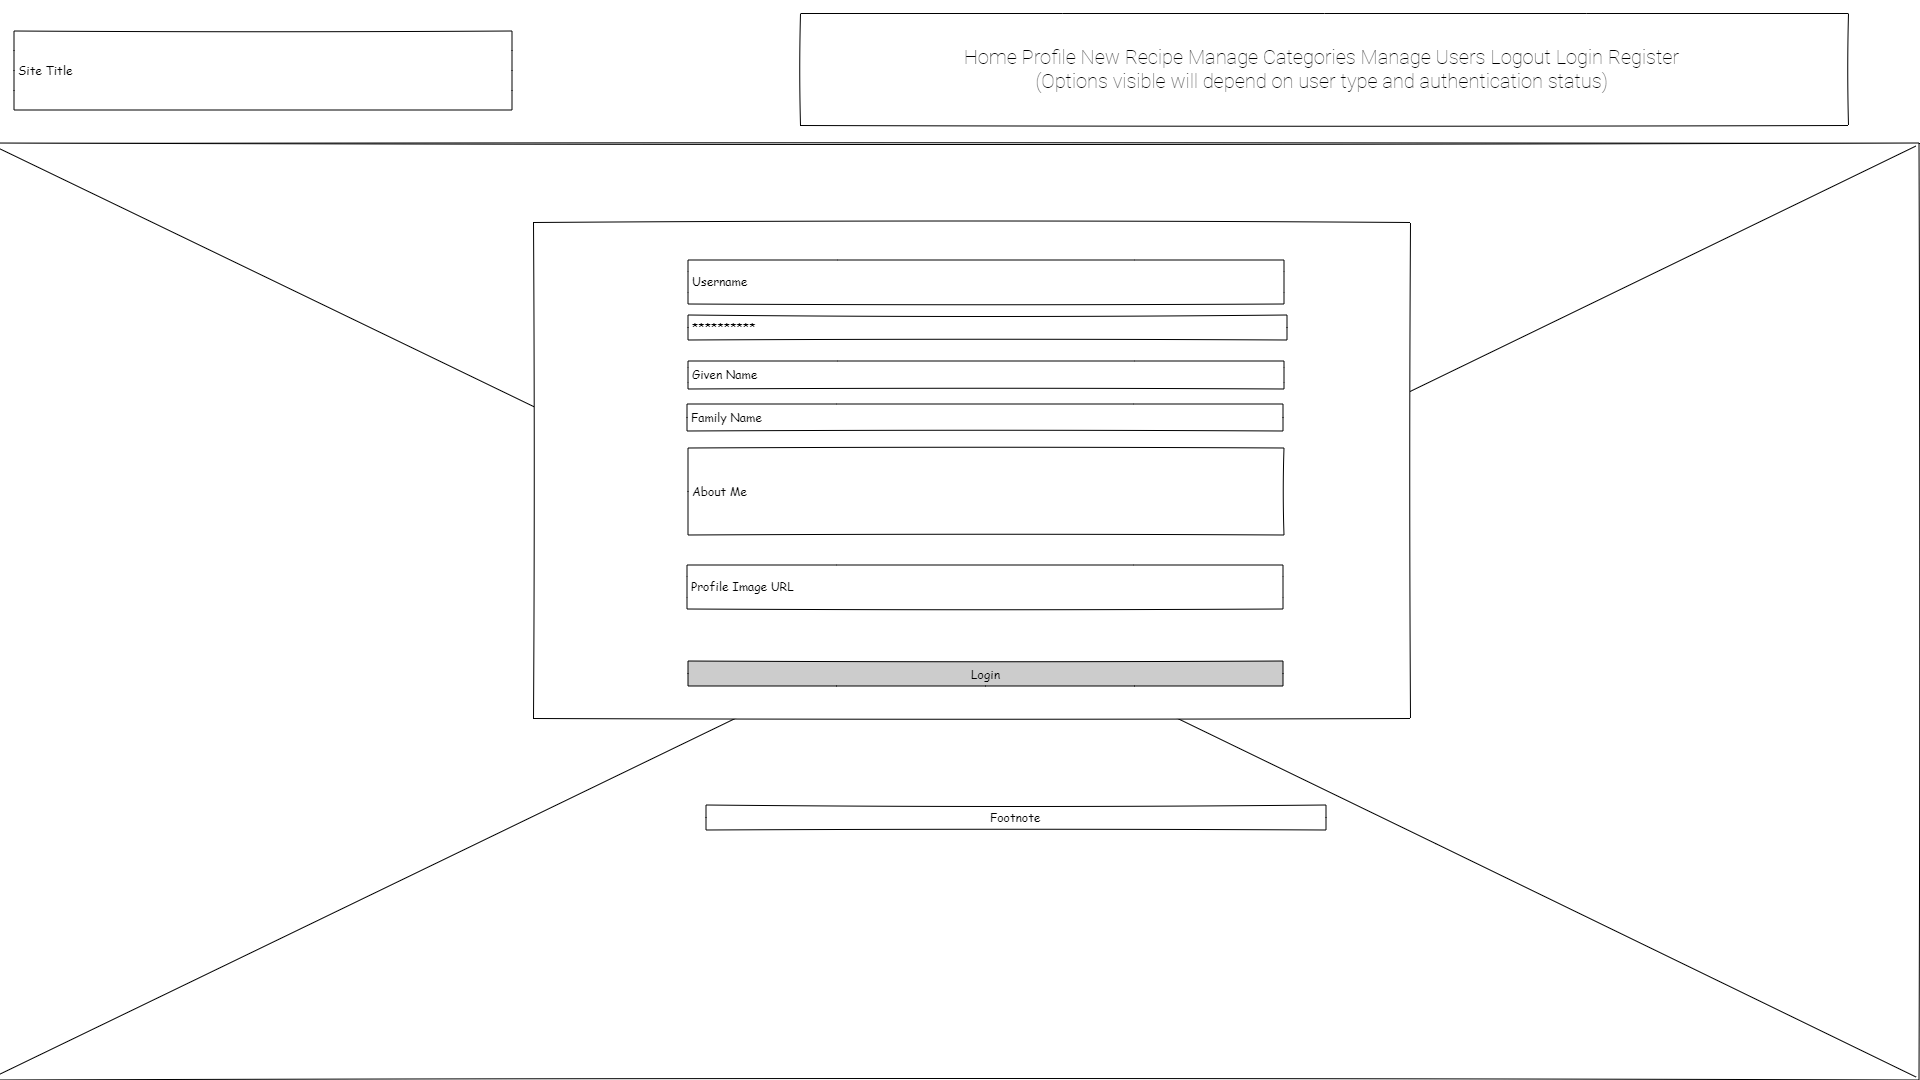 Site Title
Home Profile New Recipe Manage Categories Manage Users Logout Login Register
(Options visible will depend on user type and authentication status)
Username
**********
Given Name
Family Name
About Me
Profile Image URL
Login
Footnote